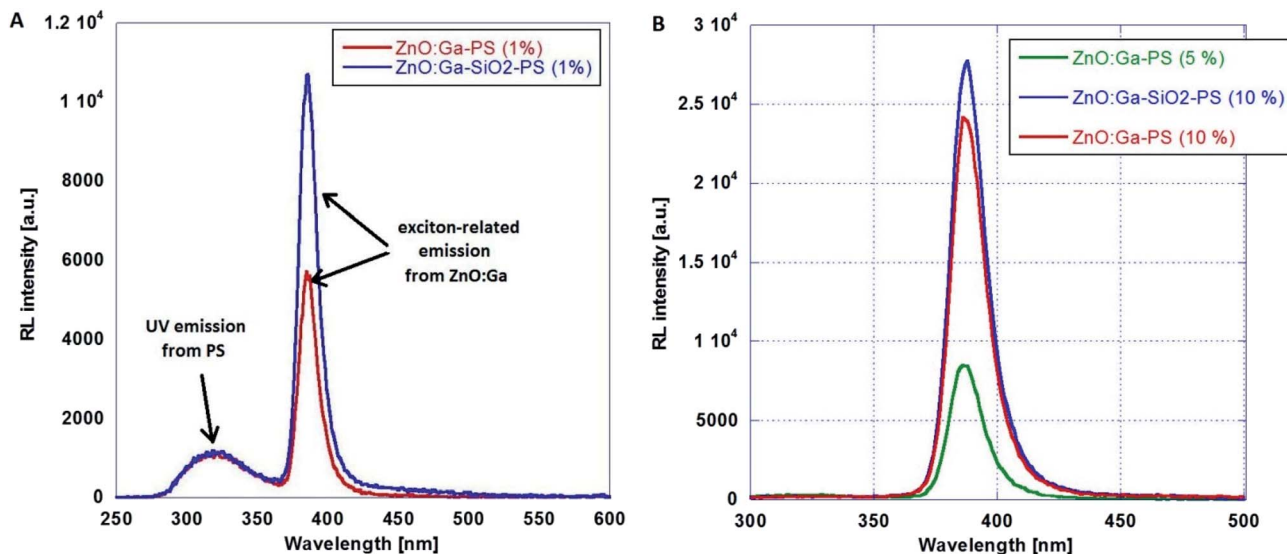 A
1.2 10⁴
1 10⁴
8000
6000
4000
2000
0
RL intensity [a.u.]
ZnO:Ga-PS (1%)
ZnO:Ga-SiO2-PS (1%)
exciton-related
emission
from ZnO:Ga
UV emission
from PS
250 300 350 400 450 500 550 600
Wavelength [nm]
B
3 10⁴
2.5 10⁴
2 10⁴
1.5 10⁴
1 10⁴
5000
0
RL intensity [a.u.]
ZnO:Ga-PS (5 %)
ZnO:Ga-SiO2-PS (10 %)
ZnO:Ga-PS (10 %)
300 350 400 450 500
Wavelength [nm]